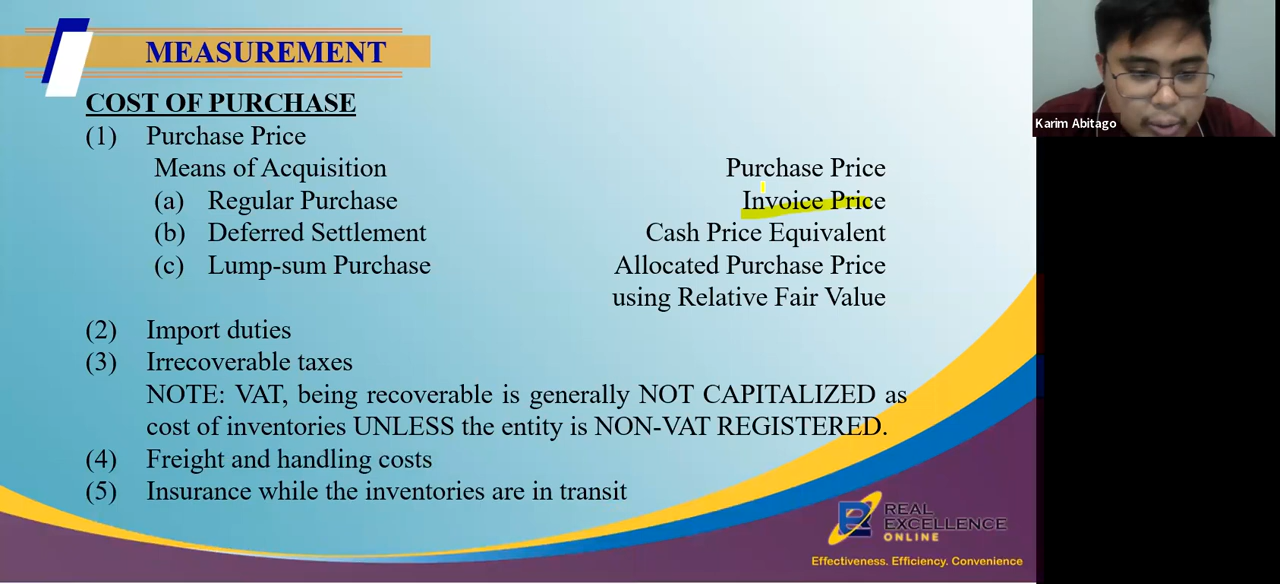 MEASUREMENT
COST OF PURCHASE
(1) Purchase Price
Means of Acquisition Purchase Price
(a) Regular Purchase Invoice Price
(b) Deferred Settlement Cash Price Equivalent
(c) Lump-sum Purchase Allocated Purchase Price
using Relative Fair Value
(2) Import duties
(3) Irrecoverable taxes
NOTE: VAT, being recoverable is generally NOT CAPITALIZED as
cost of inventories UNLESS the entity is NON-VAT REGISTERED.
(4) Freight and handling costs
(5) Insurance while the inventories are in transit
REAL
EXCELLENCE
ONLINE
Effectiveness. Efficiency. Convenience
Karim Abitago